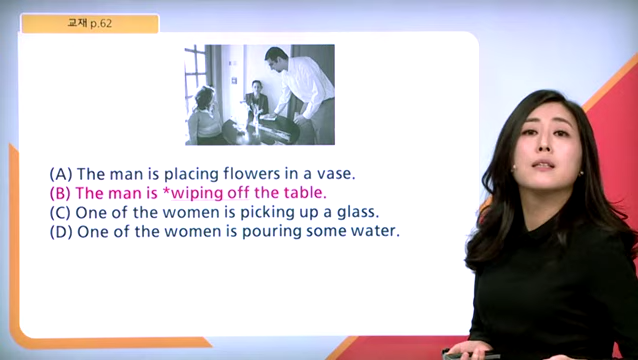 교재 p.62
(A) The man is placing flowers in a vase.
(B) The man is *wiping off the table.
(C) One of the women is picking up a glass.
(D) One of the women is pouring some water.